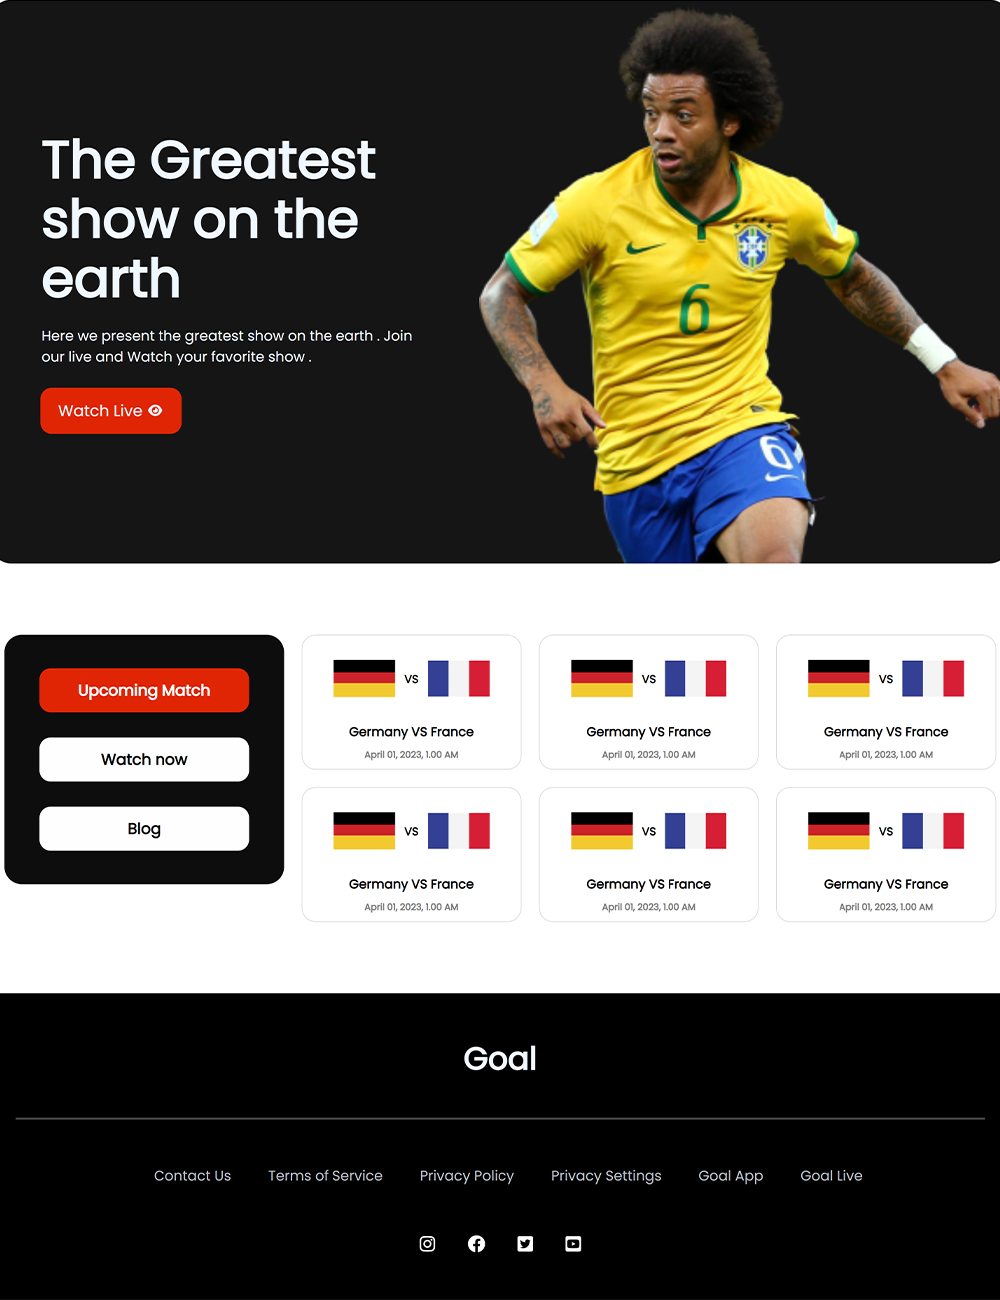 The Greatest
show on the
earth
Here we present the greatest show on the earth . Join
our live and Watch your favorite show .
Watch Live
6
6
Upcoming Match
Watch now
Blog
VS
Germany VS France
April 01, 2023, 1.00 AM
VS
Germany VS France
April 01, 2023, 1.00 AM
VS
Germany VS France
April 01, 2023, 1.00 AM
VS
Germany VS France
April 01, 2023, 1.00 AM
VS
Germany VS France
April 01, 2023, 1.00 AM
VS
Germany VS France
April 01, 2023, 1.00 AM
Goal
Contact Us Terms of Service Privacy Policy Privacy Settings Goal App Goal Live